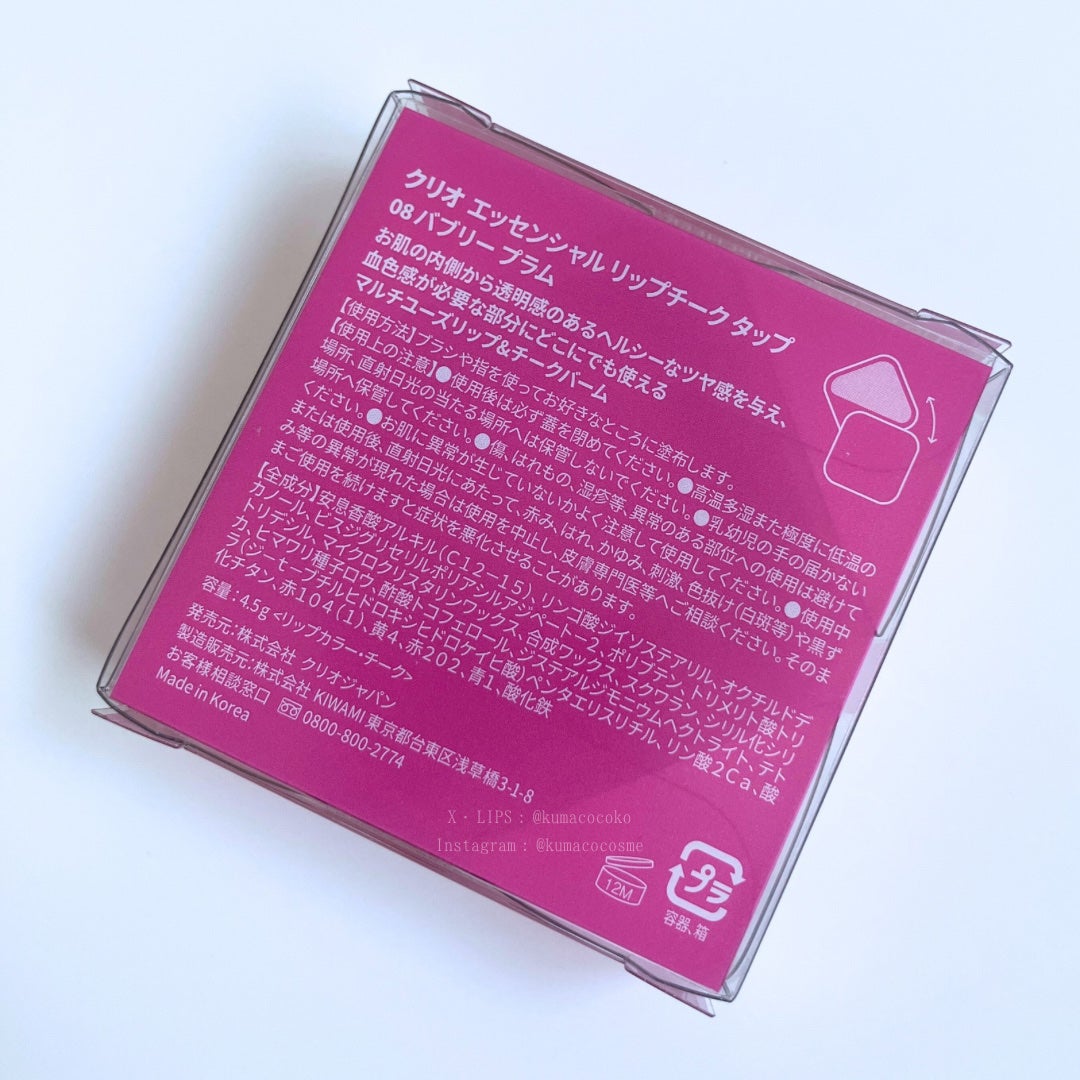 クリオ エッセンシャル リップチーク タップ
08 バブリー プラム
お肌の内側から透明感のあるヘルシーなツヤ感を与え、
血色感が必要な部分にどこにでも使える
マルチユーズリップ&チークバーム
【使用方法】ブラシや指を使ってお好きなところに塗布します。
【使用上の注意】●使用後は必ず蓋を閉めてください。●高温多湿また極度に低温の
場所、直射日光の当たる場所へは保管しないでください。●乳幼児の手の届かない
場所へ保管してください。●傷、はれもの、湿疹等、異常のある部位への使用は避けて
ください。●お肌に異常が生じていないかよく注意して使用してください。●使用中
または使用後、直射日光にあたって、赤み、はれ、かゆみ、刺激、色抜け(白斑等)や黒ず
み等の異常が現れた場合は使用を中止し、皮膚専門医等へご相談ください。そのま
まご使用を続けますと症状を悪化させることがあります。
【全成分】安息香酸アルキル(C12-15)、リンゴ酸ジイソステアリル、オクチルドデ
カノール、ビスジグリセリルポリアシルアジペート-2、ポリブテン、トリメリト酸トリ
トリデシル、マイクロクリスタリンワックス、合成ワックス、スクワラン、シリル化シリ
カ、ヒマワリ種子ロウ、酢酸トコフェロール、ジステアルジモニウムヘクトライト、テト
ラ(ジ-t-ブチルヒドロキシヒドロケイヒ酸)ペンタエリスリチル、リン酸2Ca、酸
化チタン、赤104(1)、黄4、赤202、青1、酸化鉄
容量:4.5g <リップカラー・チーク>
発売元:株式会社 クリオジャパン
製造販売元:株式会社 KIWAMI 東京都台東区浅草橋3-1-8
お客様相談窓口 0800-800-2774
Made in Korea
X・LIPS : @kumacocoko
Instagram : @kumacocosme
12M
プラ
容器、箱